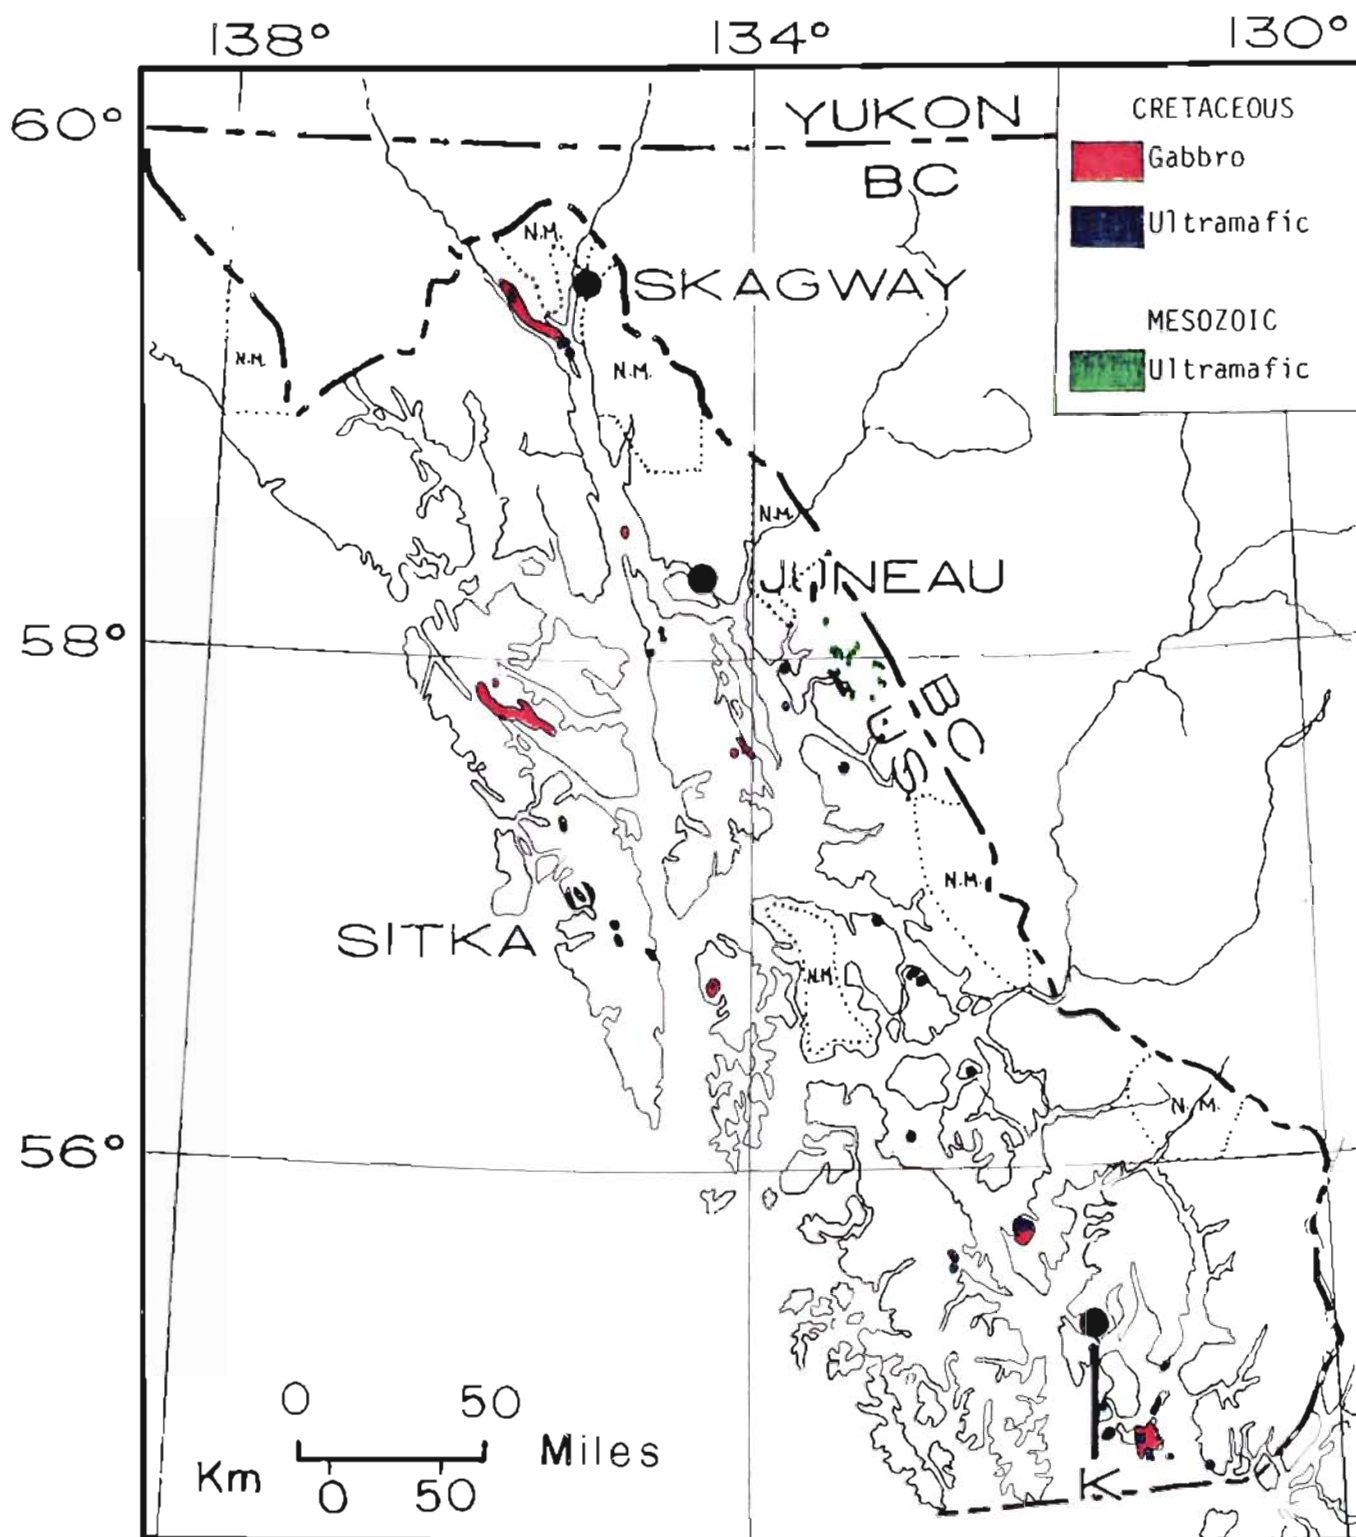 138° 134° 130°
60°
YUKON
BC
CRETACEOUS
Gabbro
Ultramafic
MESOZOIC
Ultramafic
N.M.
SKAGWAY
N.M.
N.M.
N.M.
JUNEAU
58°
BC
US
N.M.
SITKA
N.M.
N.M.
56°
0 50
Miles
Km
0 50
K